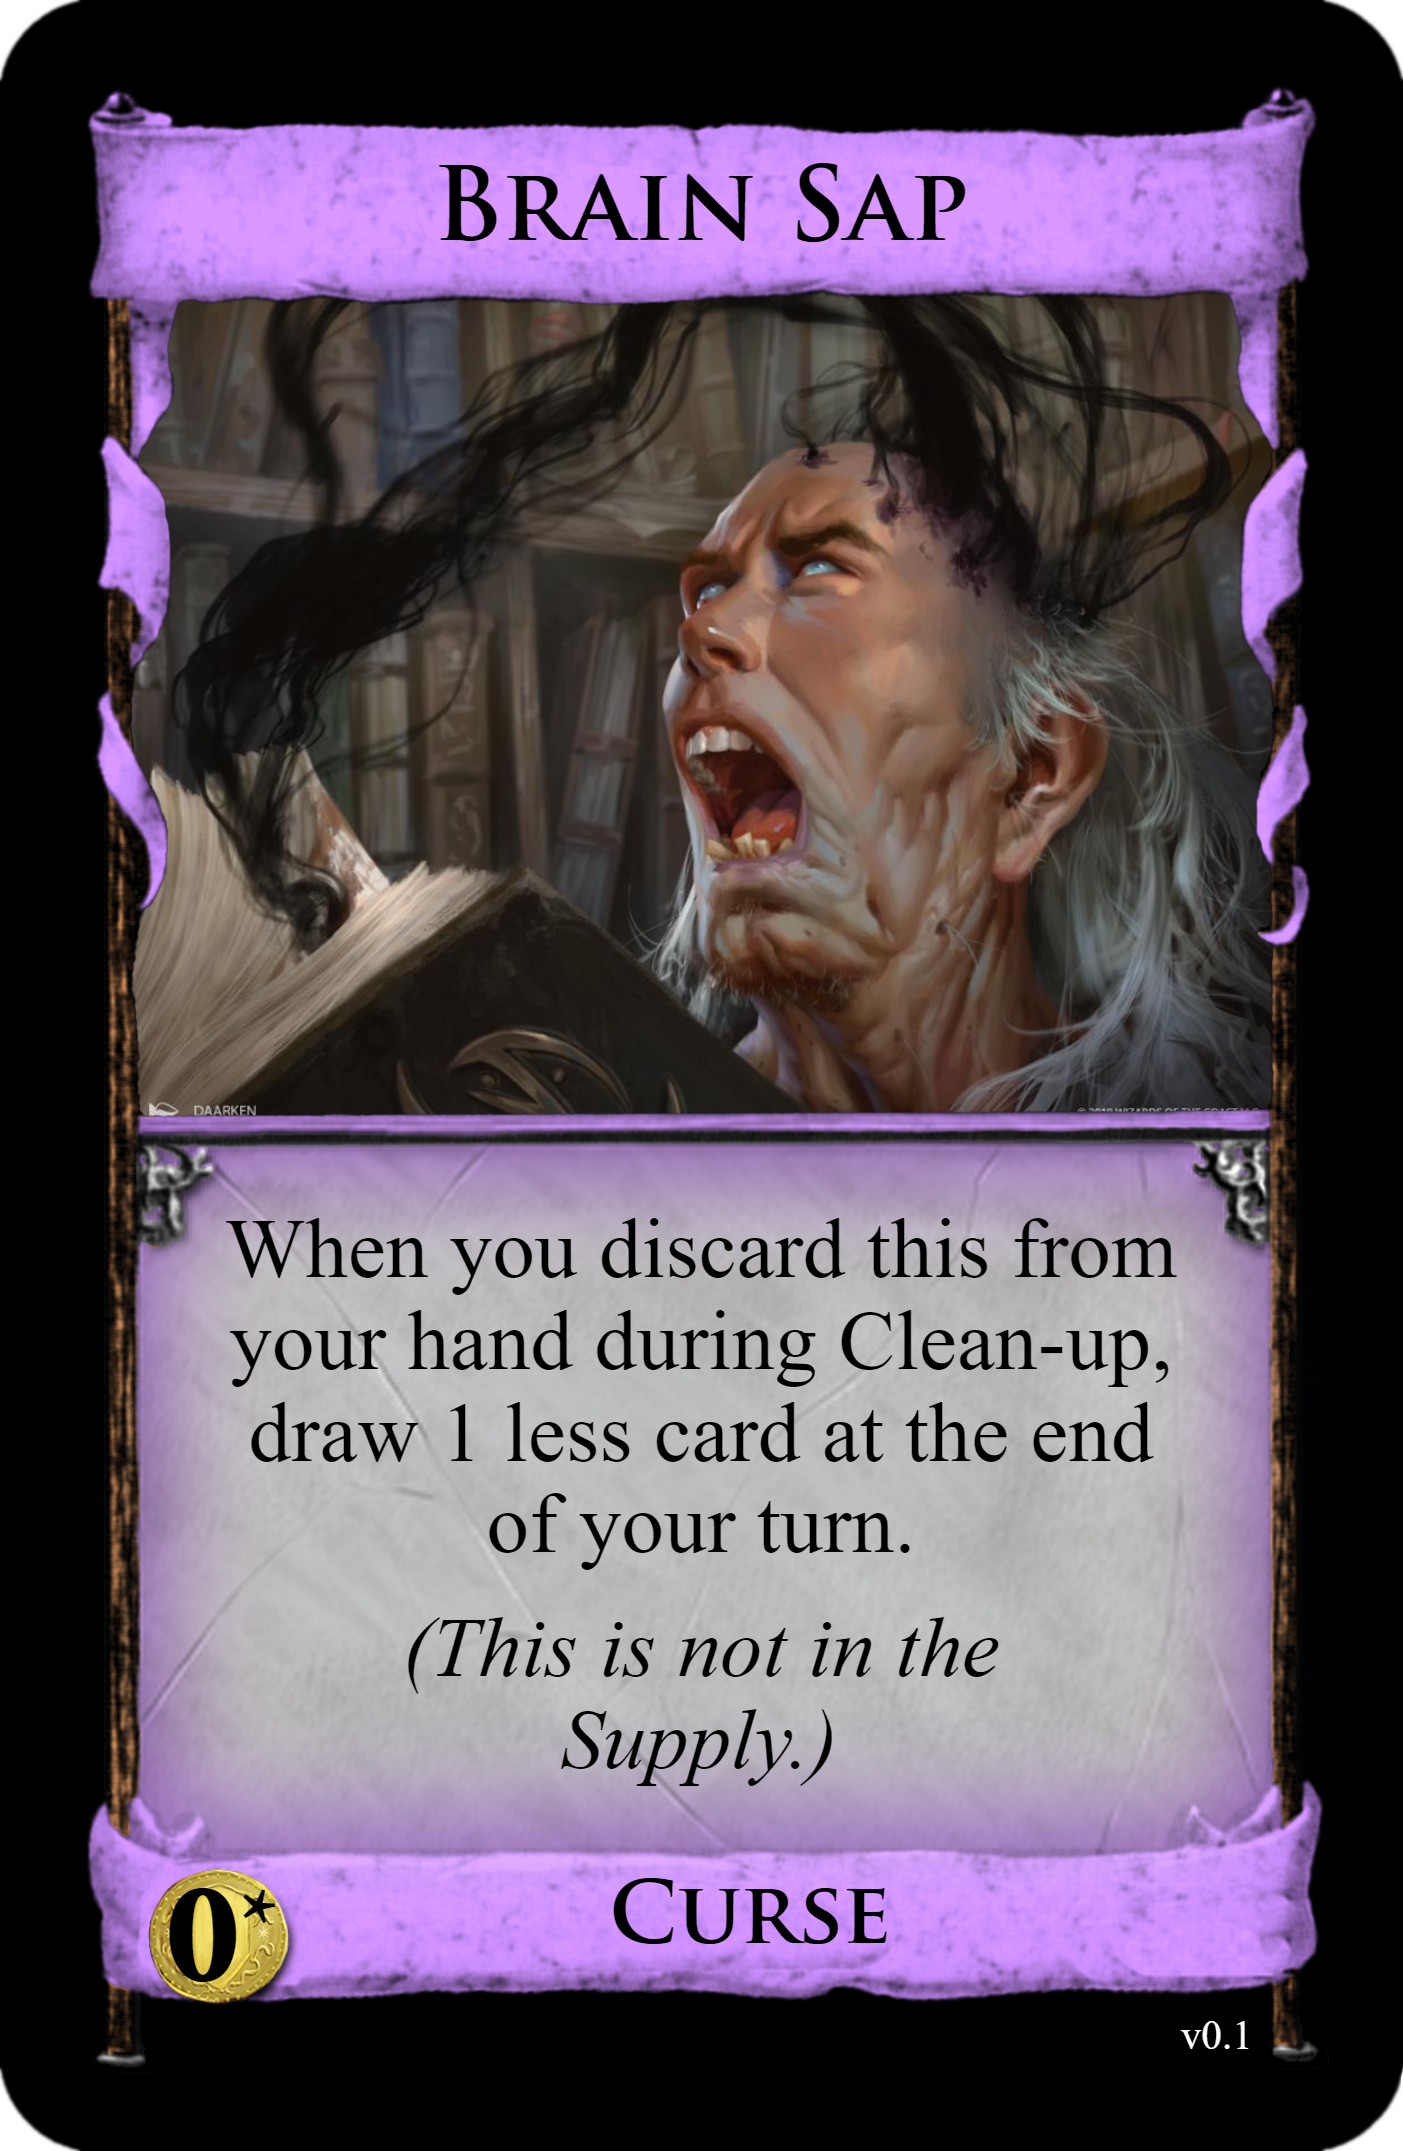 BRAIN SAP
DAARKEN
When you discard this from
your hand during Clean-up,
draw 1 less card at the end
of your turn.
(This is not in the
Supply.)
0*
CURSE
v0.1